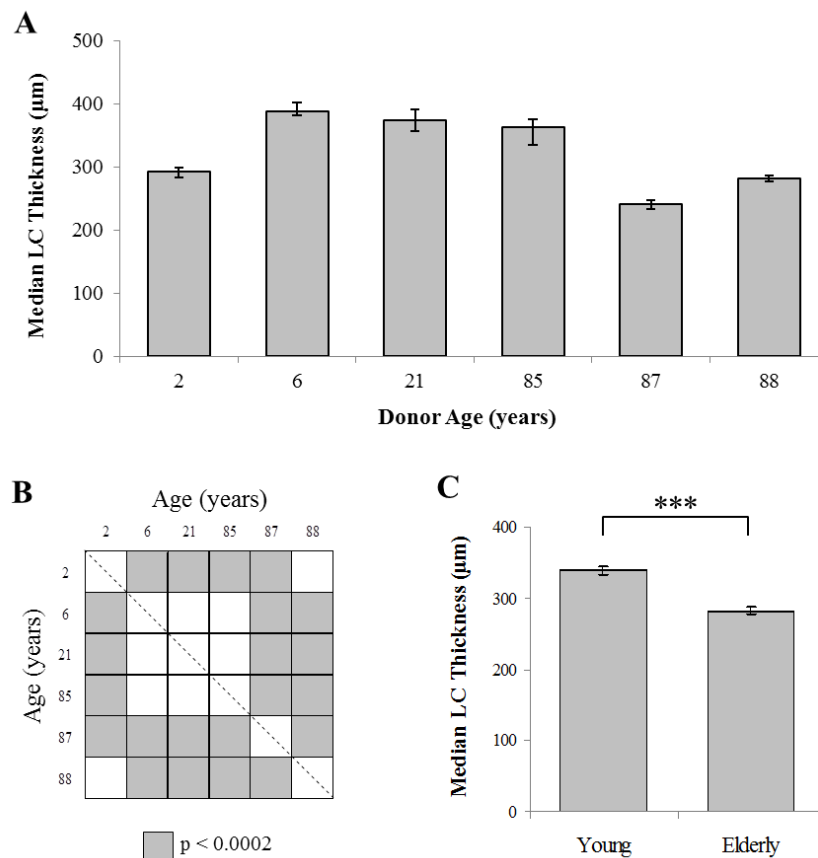 A
Median LC Thickness (µm)
500
400
300
200
100
0
2 6 21 85 87 88
Donor Age (years)
B
Age (years)
2 6 21 85 87 88
Age (years)
2
6
21
85
87
88
p < 0.0002
C
***
Median LC Thickness (µm)
400
300
200
100
0
Young Elderly